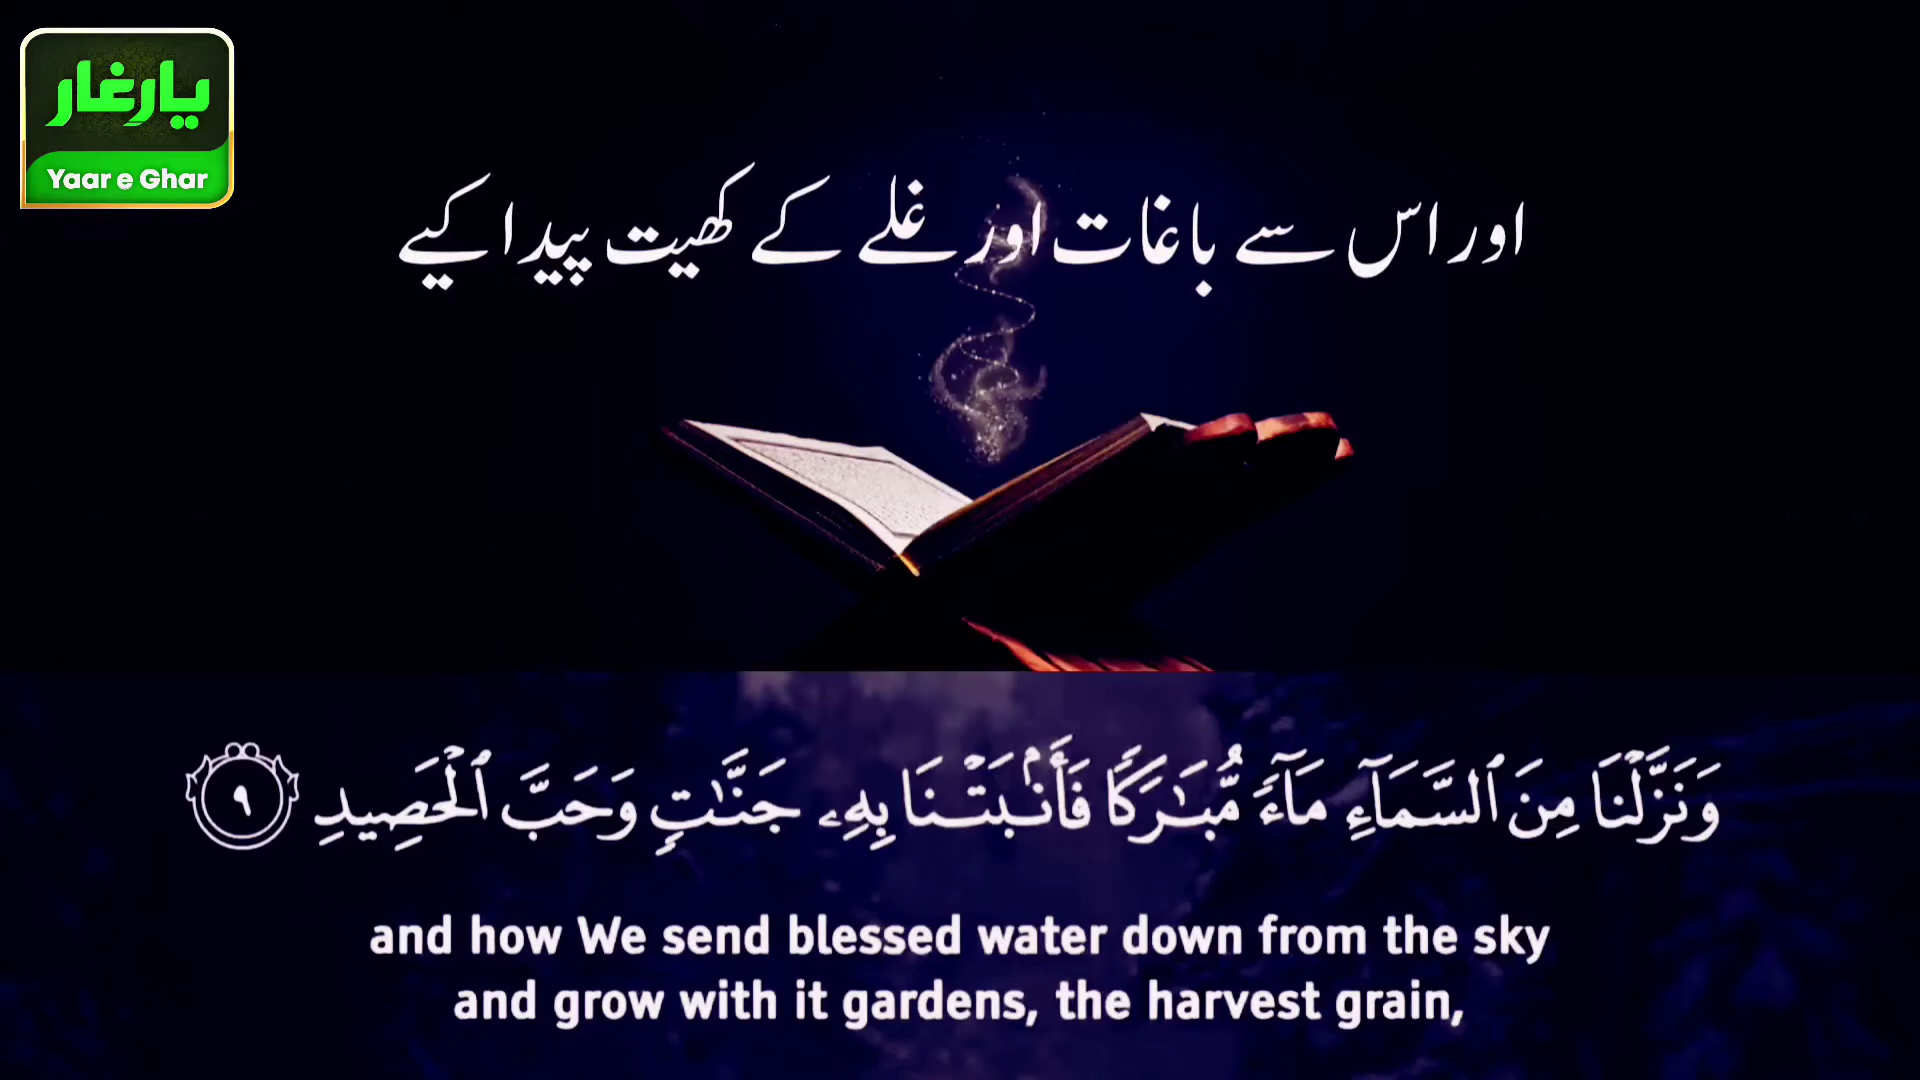 یارغار
Yaar e Ghar
اور اس سے باغات اور غلے کے کھیت پیدا کیے
وَنَزَّلْنَا مِنَ ٱلسَّمَآءِ مَآءً مُّبَـٰرَكًا فَأَنۢبَتْنَا بِهِۦ جَنَّـٰتٍ وَحَبَّ ٱلْحَصِيدِ ٩
and how We send blessed water down from the sky
and grow with it gardens, the harvest grain,